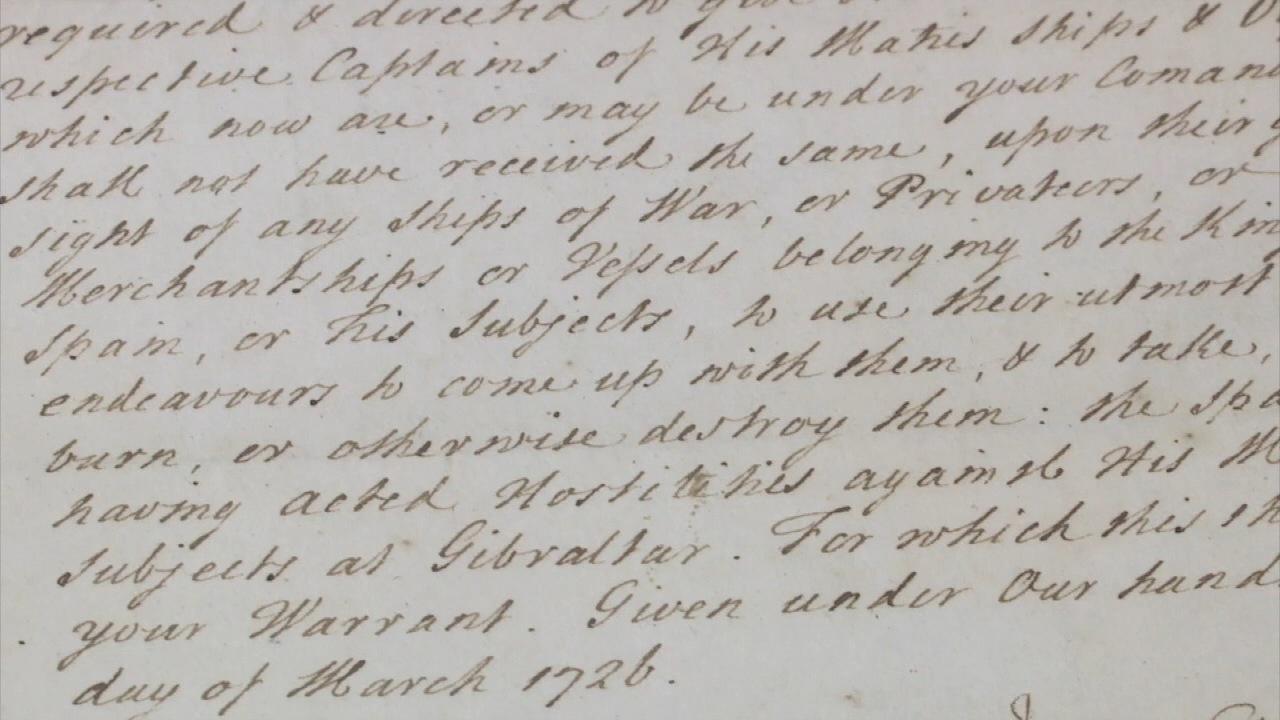 required & directed to give
respective Captains of His Maties Ships &
which now are, or may be under your Comand
shall not have received the same, upon their
sight of any Ships of War, or Privateers, or
Merchantships or Vessels belonging to the Kin
Spain, or his Subjects, to use their utmost
endeavours to come up with them, & to take,
burn, or otherwise destroy them: the Spa
having acted Hostilities against His M
Subjects at Gibraltar. For which this sh
your Warrant. Given under Our hand
day of March 1726.